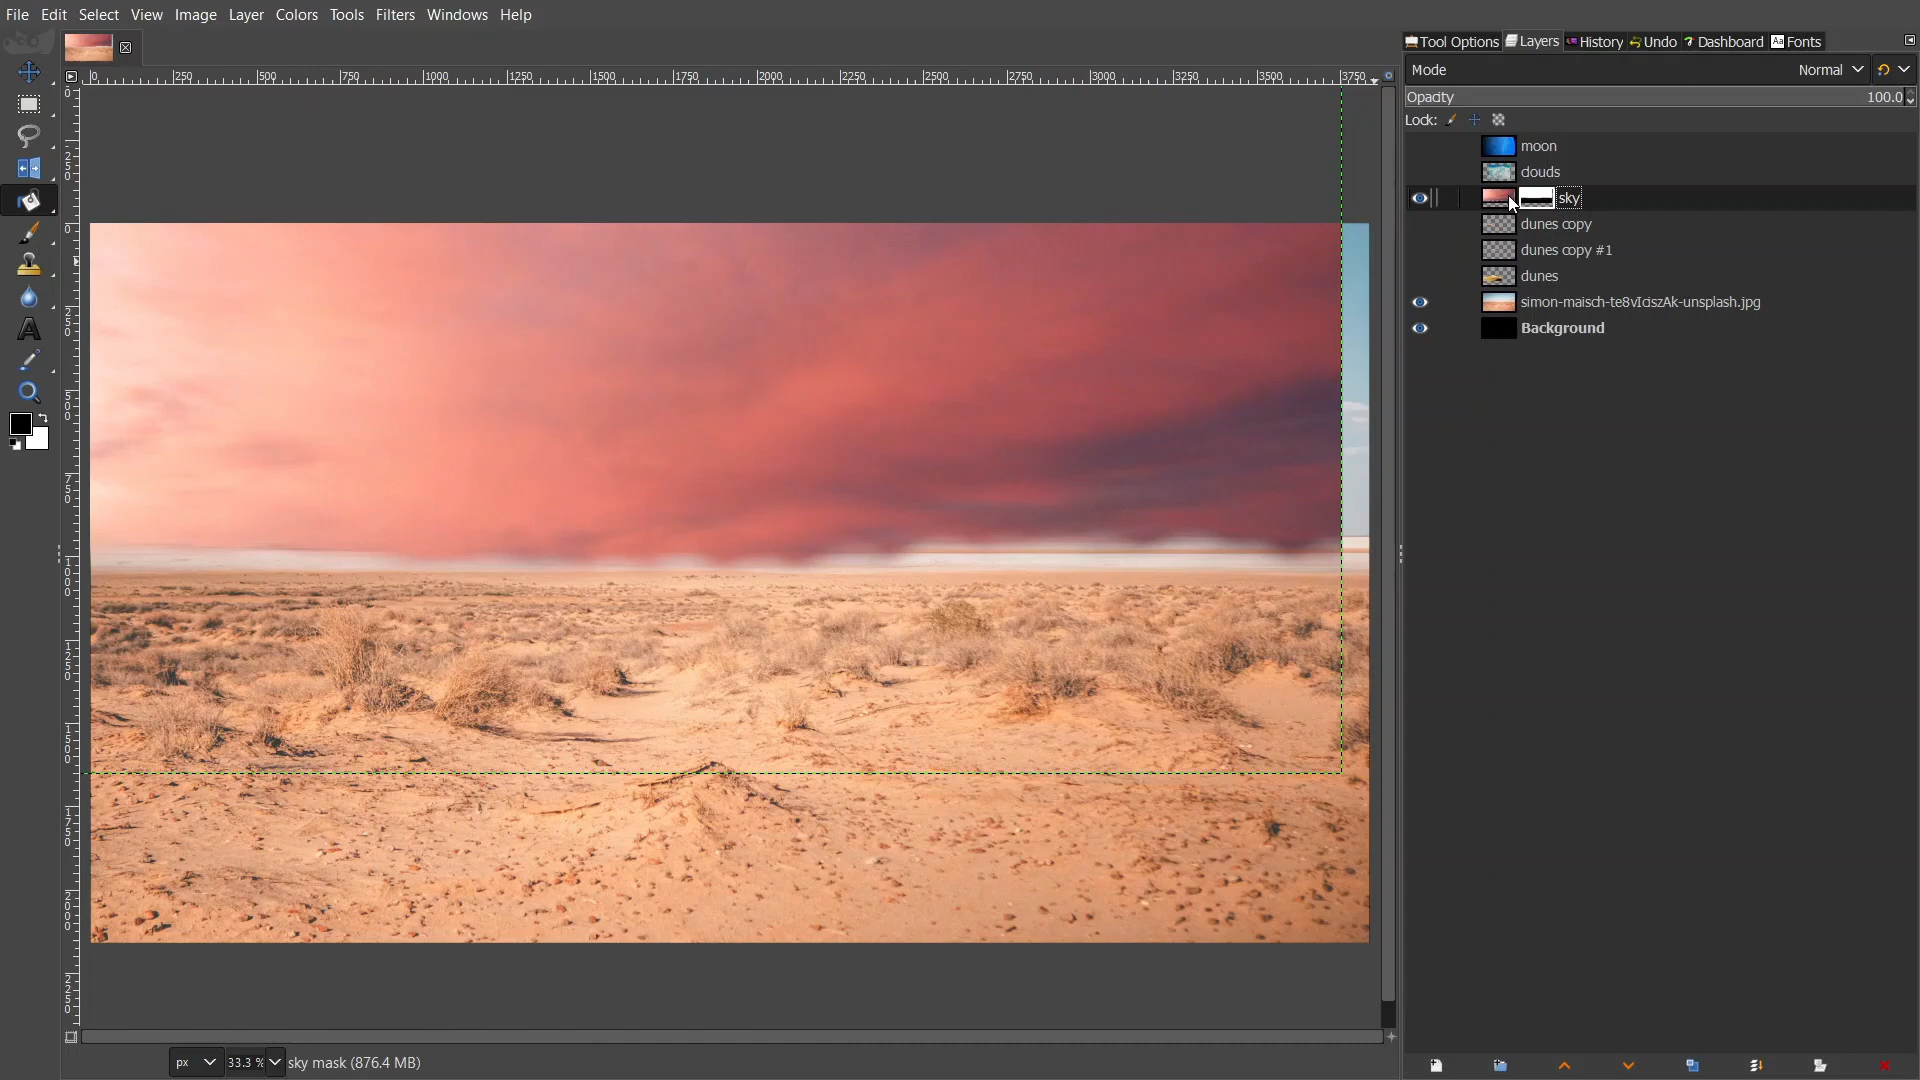 File Edit Select View Image Layer Colors Tools Filters Windows Help
Tool Options Layers History Undo Dashboard Aa Fonts
Mode Normal
Opacity 100.0
Lock:
0 250 500 750 1000 1250 1500 1750 2000 2250 2500 2750 3000 3250 3500 3750
moon
clouds
sky
dunes copy
dunes copy #1
dunes
simon-maisch-te8vIdszAk-unsplash.jpg
Background
px 33.3 % sky mask (876.4 MB)